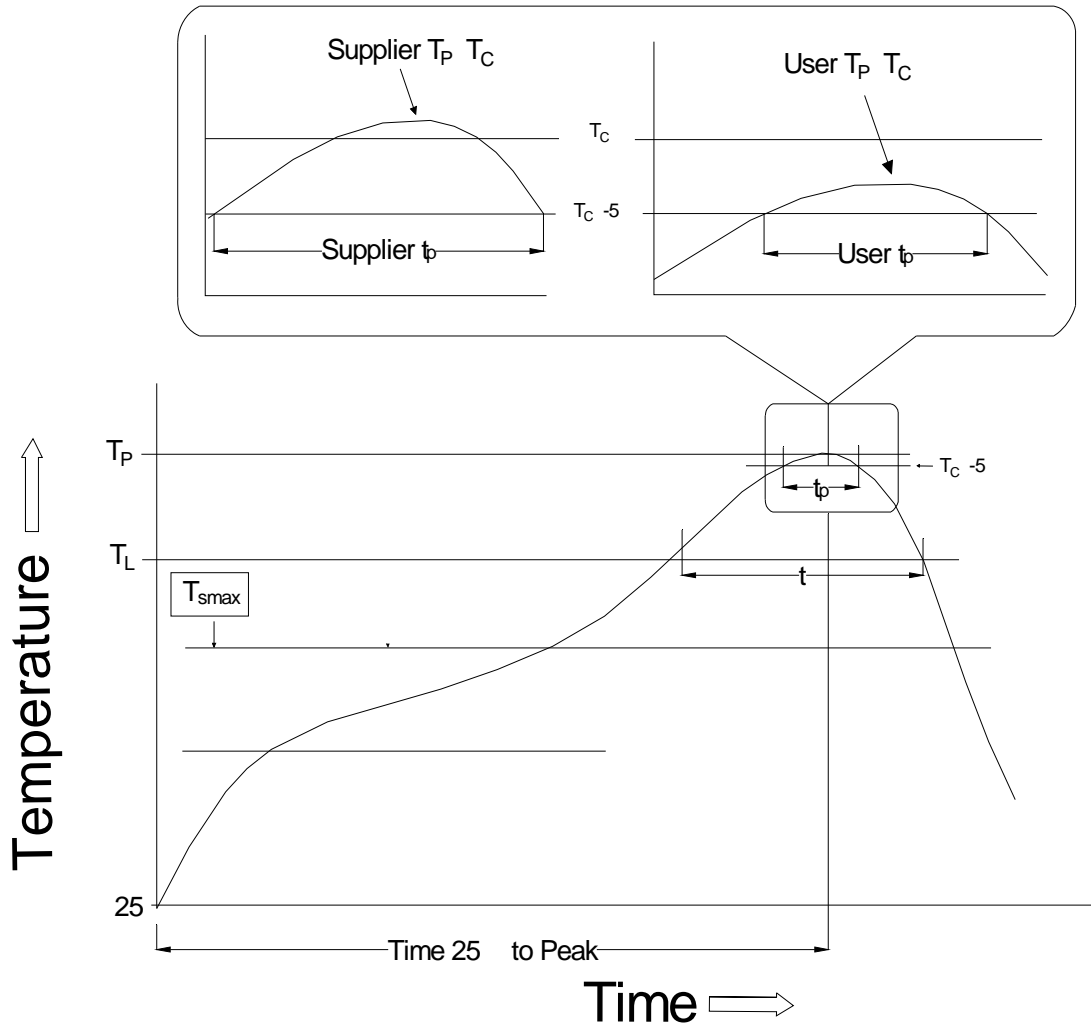 Supplier TP TC
User TP TC
TC
TC -5
Supplier tp
User tp
TP
TC -5
tp
TL
t
Tsmax
Temperature
25
Time 25 to Peak
Time